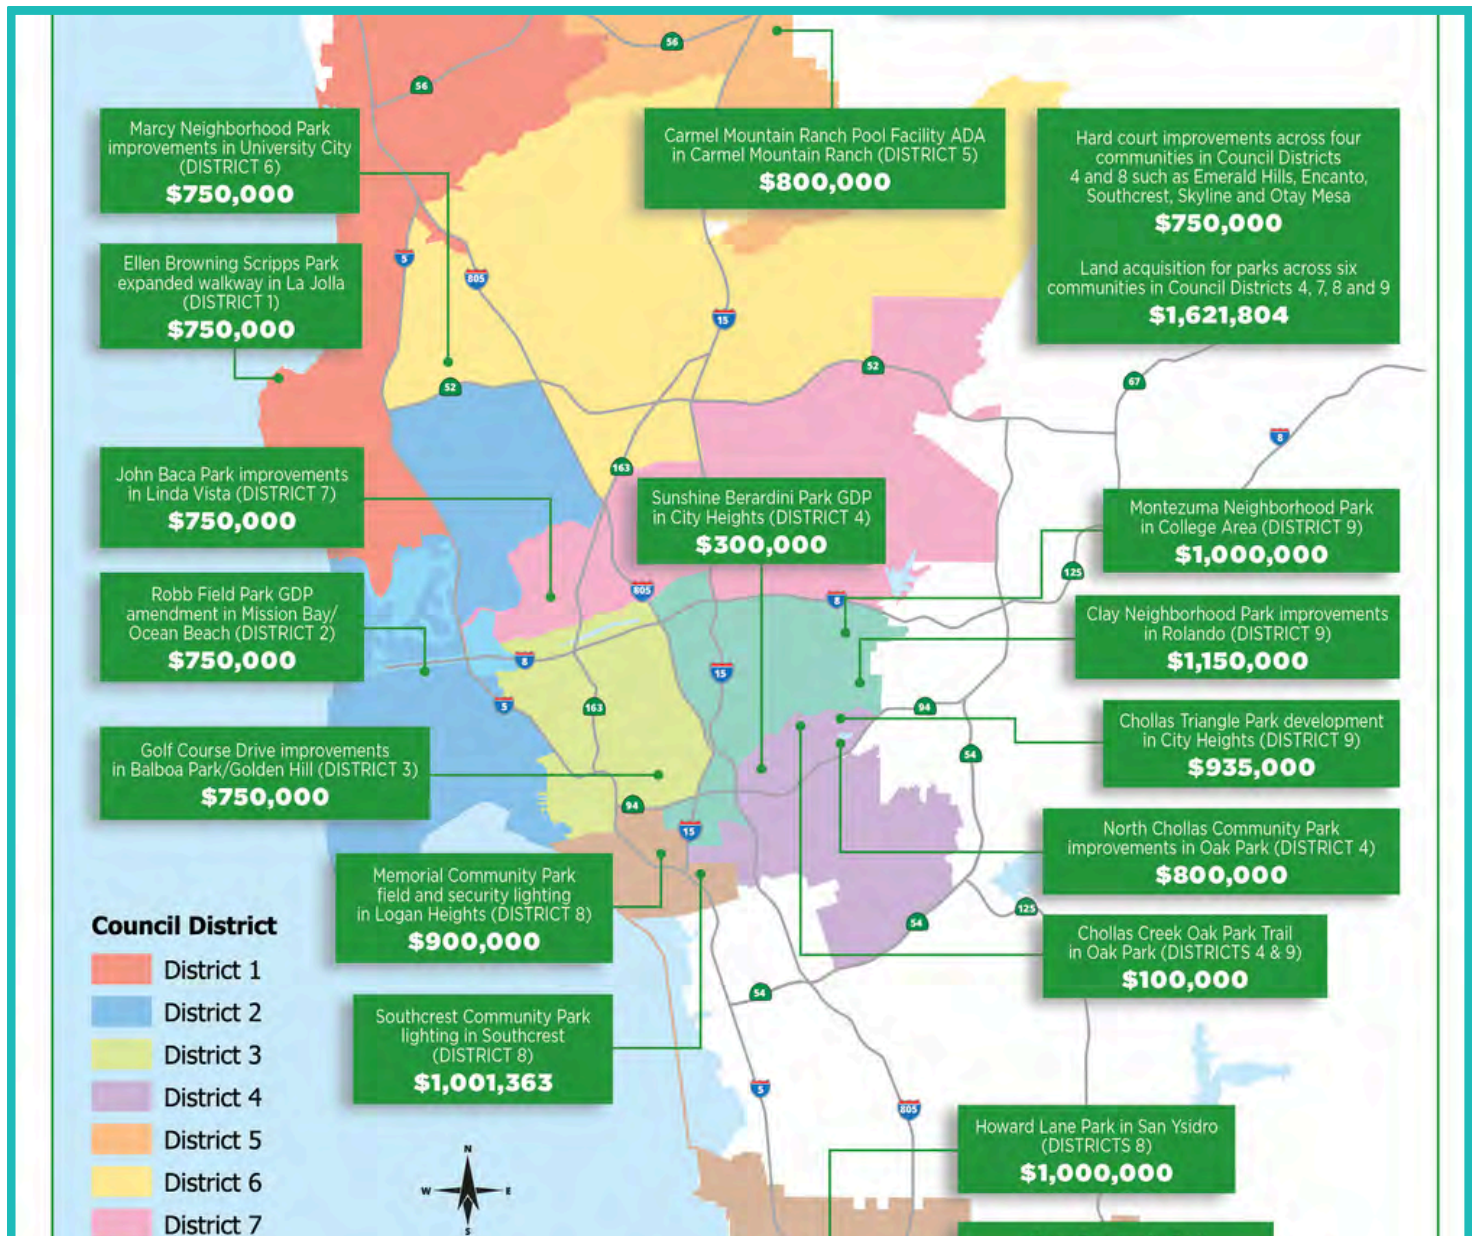 56
56
Marcy Neighborhood Park
improvements in University City
(DISTRICT 6)
$750,000
Carmel Mountain Ranch Pool Facility ADA
in Carmel Mountain Ranch (DISTRICT 5)
$800,000
Hard court improvements across four
communities in Council Districts
4 and 8 such as Emerald Hills, Encanto,
Southcrest, Skyline and Otay Mesa
$750,000
Land acquisition for parks across six
communities in Council Districts 4, 7, 8 and 9
$1,621,804
Ellen Browning Scripps Park
expanded walkway in La Jolla
(DISTRICT 1)
$750,000
5
805
15
52
52
67
8
163
John Baca Park improvements
in Linda Vista (DISTRICT 7)
$750,000
Sunshine Berardini Park GDP
in City Heights (DISTRICT 4)
$300,000
Montezuma Neighborhood Park
in College Area (DISTRICT 9)
$1,000,000
125
805
8
Robb Field Park GDP
amendment in Mission Bay/
Ocean Beach (DISTRICT 2)
$750,000
Clay Neighborhood Park improvements
in Rolando (DISTRICT 9)
$1,150,000
8
15
5
163
94
54
Chollas Triangle Park development
in City Heights (DISTRICT 9)
$935,000
Golf Course Drive improvements
in Balboa Park/Golden Hill (DISTRICT 3)
$750,000
94
15
North Chollas Community Park
improvements in Oak Park (DISTRICT 4)
$800,000
Memorial Community Park
field and security lighting
in Logan Heights (DISTRICT 8)
$900,000
125
54
Chollas Creek Oak Park Trail
in Oak Park (DISTRICTS 4 & 9)
$100,000
54
Southcrest Community Park
lighting in Southcrest
(DISTRICT 8)
$1,001,363
5
805
Howard Lane Park in San Ysidro
(DISTRICTS 8)
$1,000,000
Council District
District 1
District 2
District 3
District 4
District 5
District 6
District 7
N
W
E
S